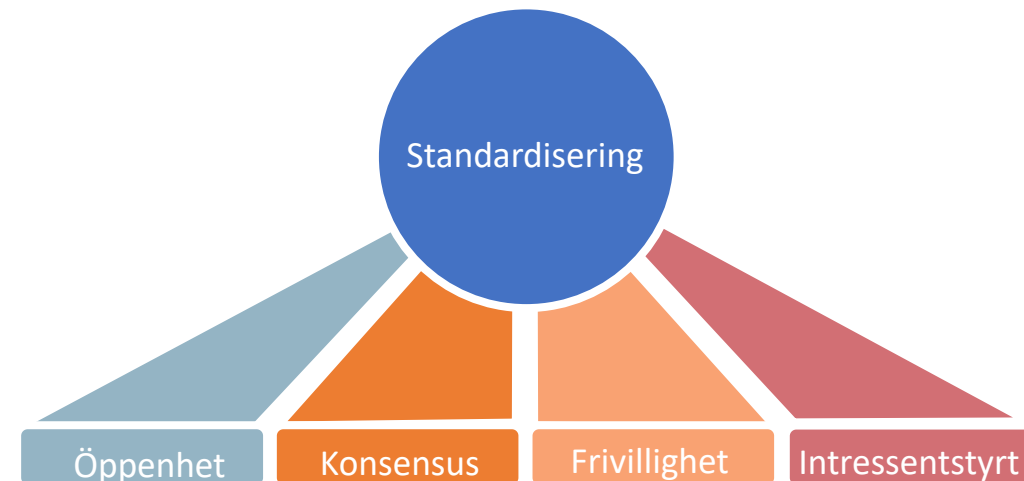 Standardisering
Öppenhet
Konsensus
Frivillighet
Intressentstyrt